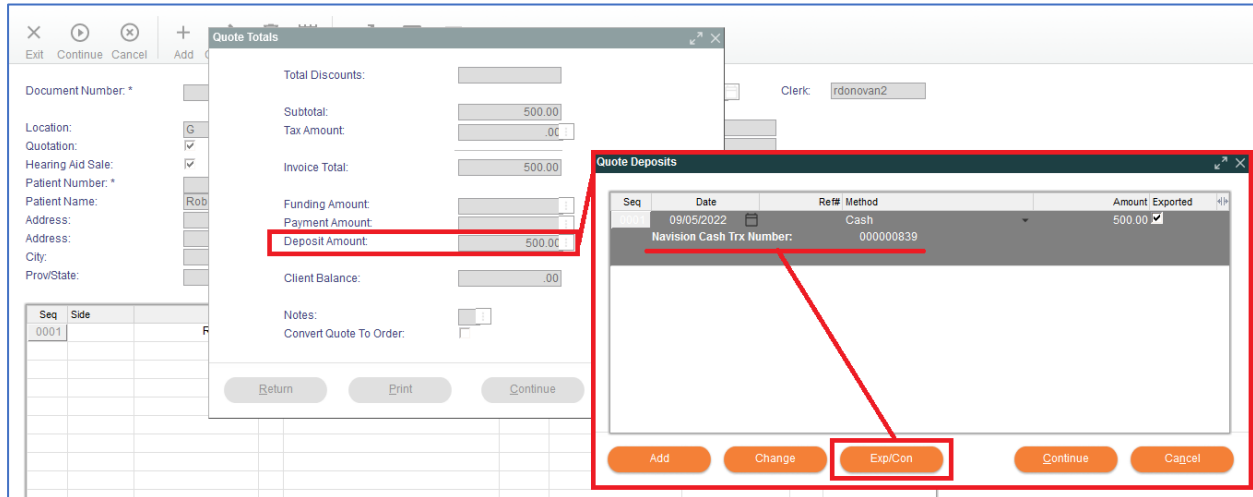 Exit Continue Cancel Add
Document Number: *
Clerk: rdonovan2
Location: G
Quotation:
Hearing Aid Sale:
Patient Number: *
Patient Name: Rob
Address:
Address:
City:
Prov/State:
Seq Side
0001 R
Quote Totals
Total Discounts:
Subtotal: 500.00
Tax Amount: .00
Invoice Total: 500.00
Funding Amount:
Payment Amount:
Deposit Amount: 500.00
Client Balance: .00
Notes:
Convert Quote To Order:
Return Print Continue
Quote Deposits
Seq Date Ref# Method Amount Exported
0001 09/05/2022 Cash 500.00
Navision Cash Trx Number: 000000839
Add Change Exp/Con Continue Cancel